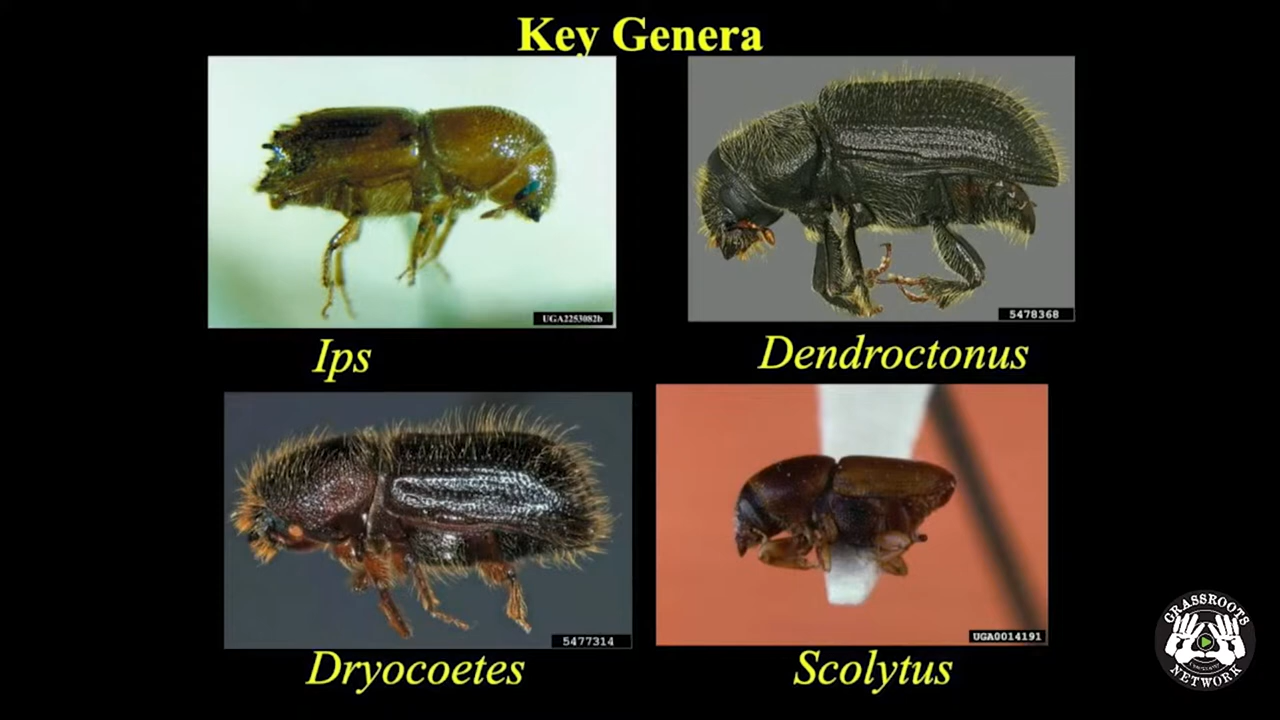 Key Genera
UGA2253082b
5478368
Ips
Dendroctonus
5477314
UGA0014191
Dryocoetes
Scolytus
GRASSROOTS
NETWORK